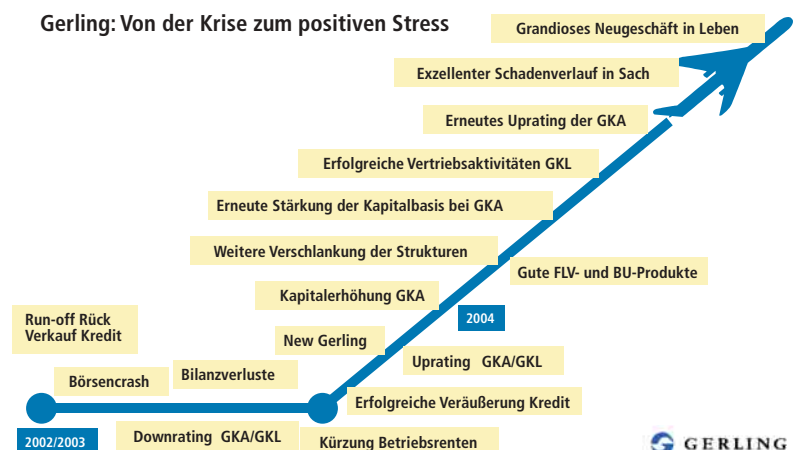 Gerling: Von der Krise zum positiven Stress
Grandioses Neugeschäft in Leben
Exzellenter Schadenverlauf in Sach
Erneutes Uprating der GKA
Erfolgreiche Vertriebsaktivitäten GKL
Erneute Stärkung der Kapitalbasis bei GKA
Weitere Verschlankung der Strukturen
Gute FLV- und BU-Produkte
Kapitalerhöhung GKA
2004
Run-off Rück
Verkauf Kredit
New Gerling
Uprating GKA/GKL
Bilanzverluste
Börsencrash
Erfolgreiche Veräußerung Kredit
2002/2003
Downrating GKA/GKL
Kürzung Betriebsrenten
GERLING